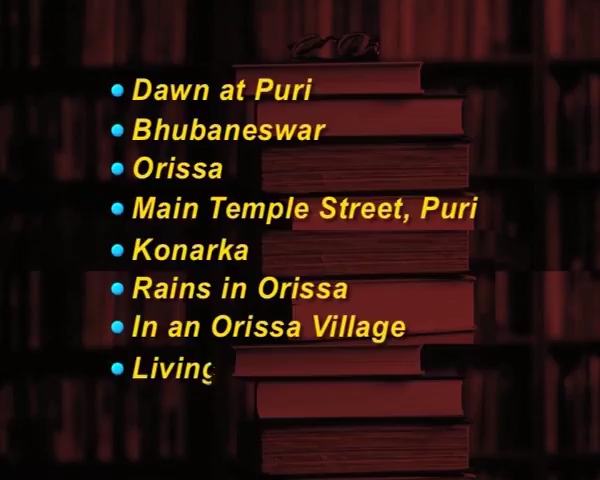 • Dawn at Puri
• Bhubaneswar
• Orissa
• Main Temple Street, Puri
• Konarka
• Rains in Orissa
• In an Orissa Village
• Living